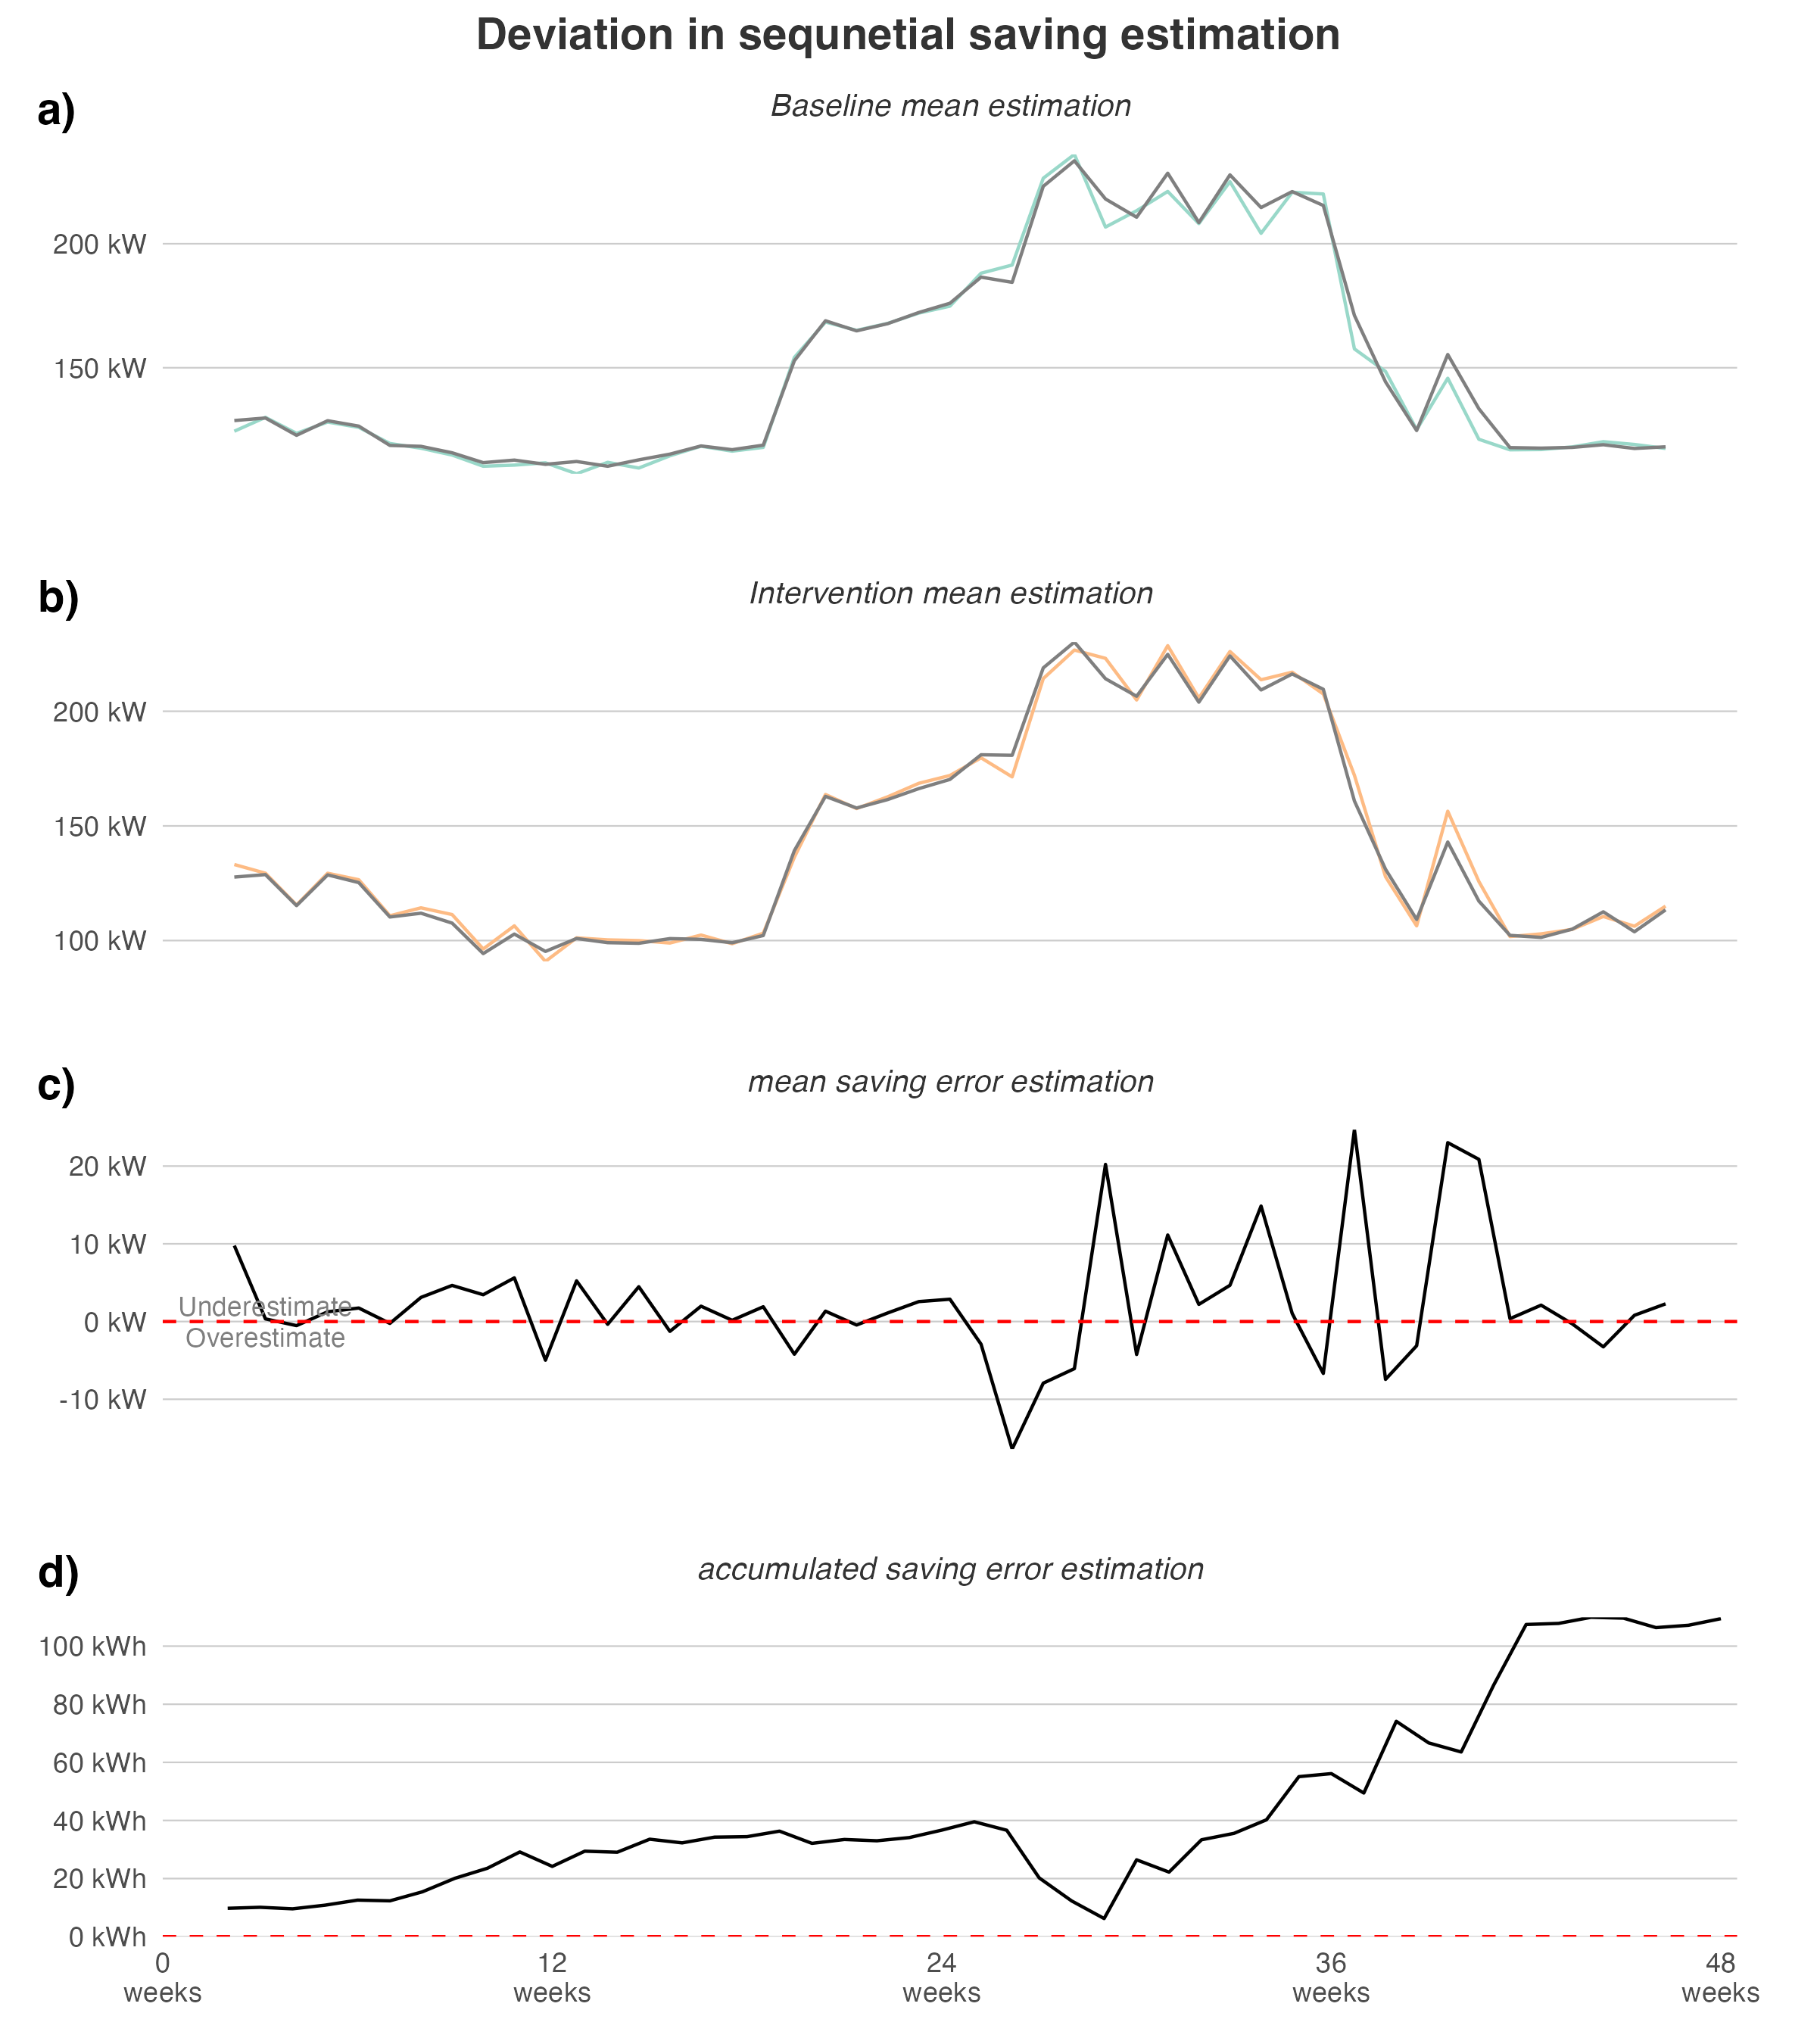 Deviation in sequnetial saving estimation
a)
Baseline mean estimation
200 kW
150 kW
b)
Intervention mean estimation
200 kW
150 kW
100 kW
c)
mean saving error estimation
20 kW
10 kW
Underestimate
0 kW
Overestimate
-10 kW
d)
accumulated saving error estimation
100 kWh
80 kWh
60 kWh
40 kWh
20 kWh
0 kWh
0 12 24 36 48
weeks weeks weeks weeks weeks